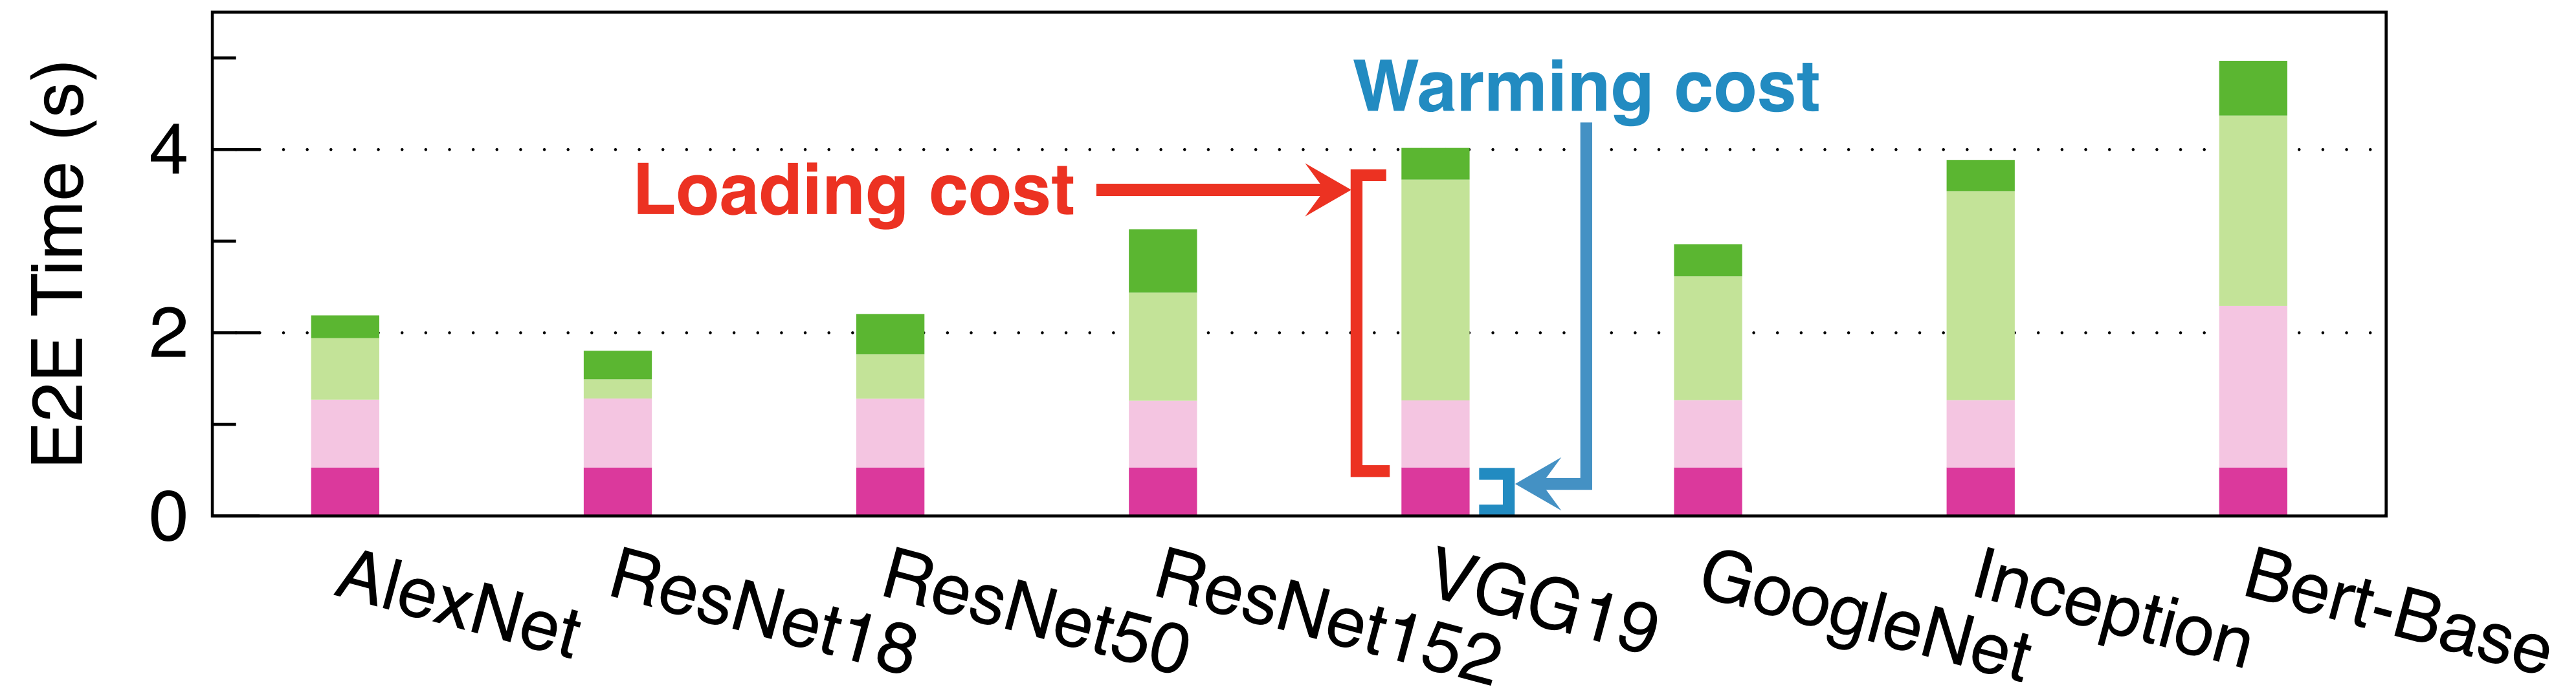 E2E Time (s)
4
2
0
Warming cost
Loading cost
AlexNet
ResNet18
ResNet50
ResNet152
VGG19
GoogleNet
Inception
Bert-Base